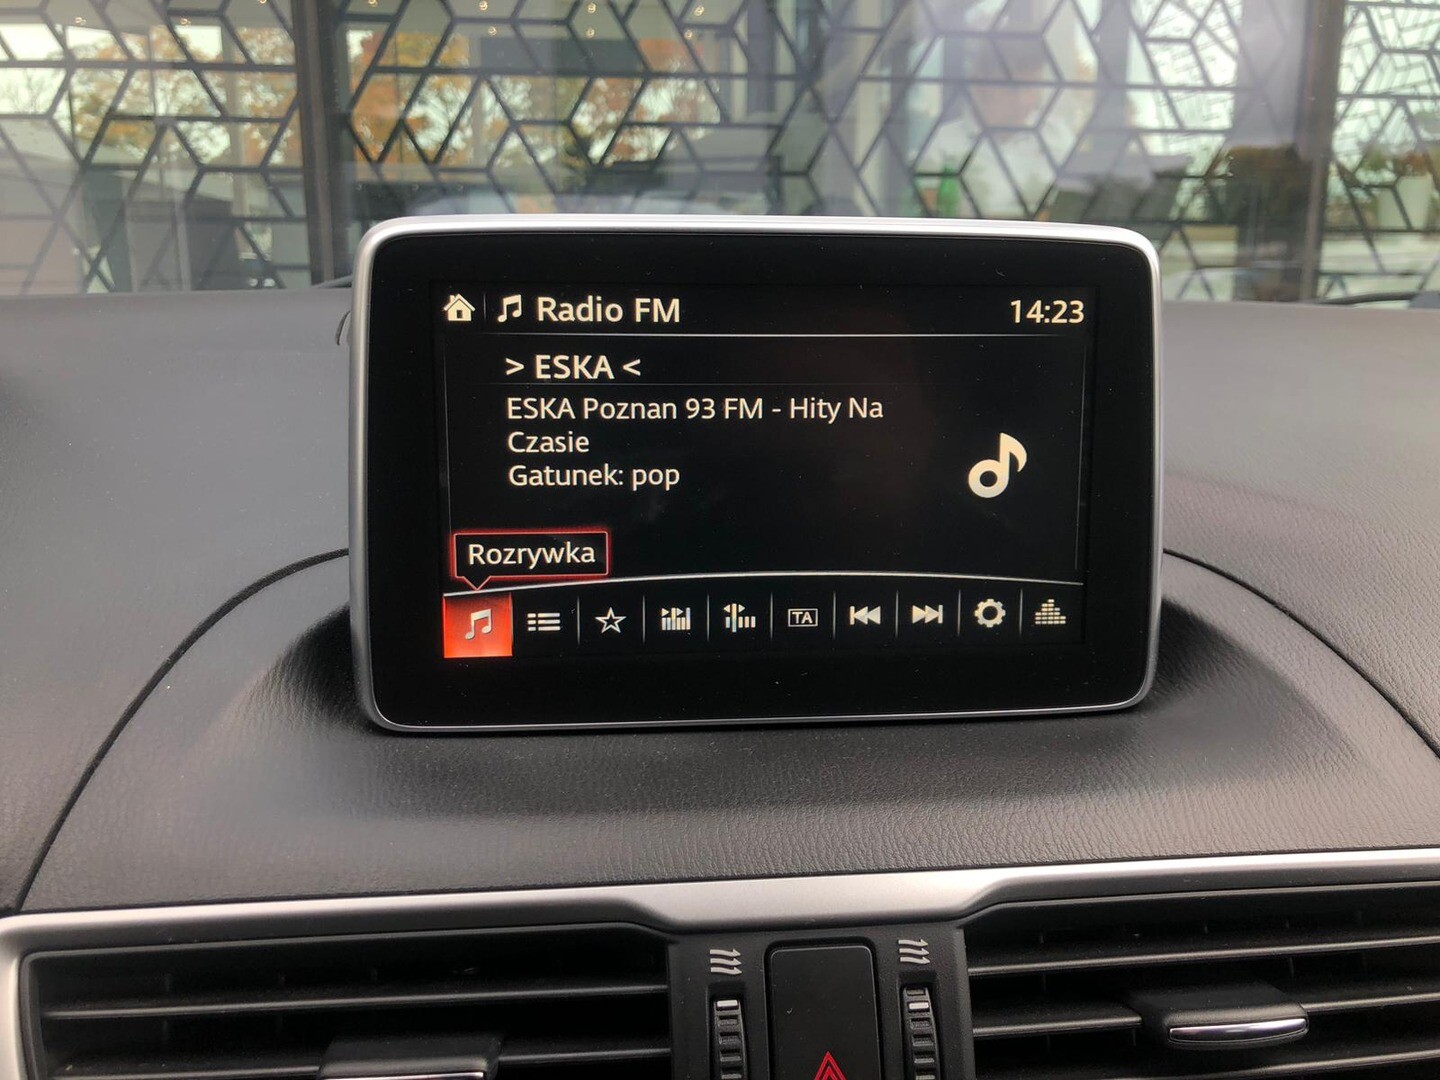 Radio FM 14:23
> ESKA <
ESKA Poznan 93 FM - Hity Na
Czasie
Gatunek: pop
Rozrywka
TA